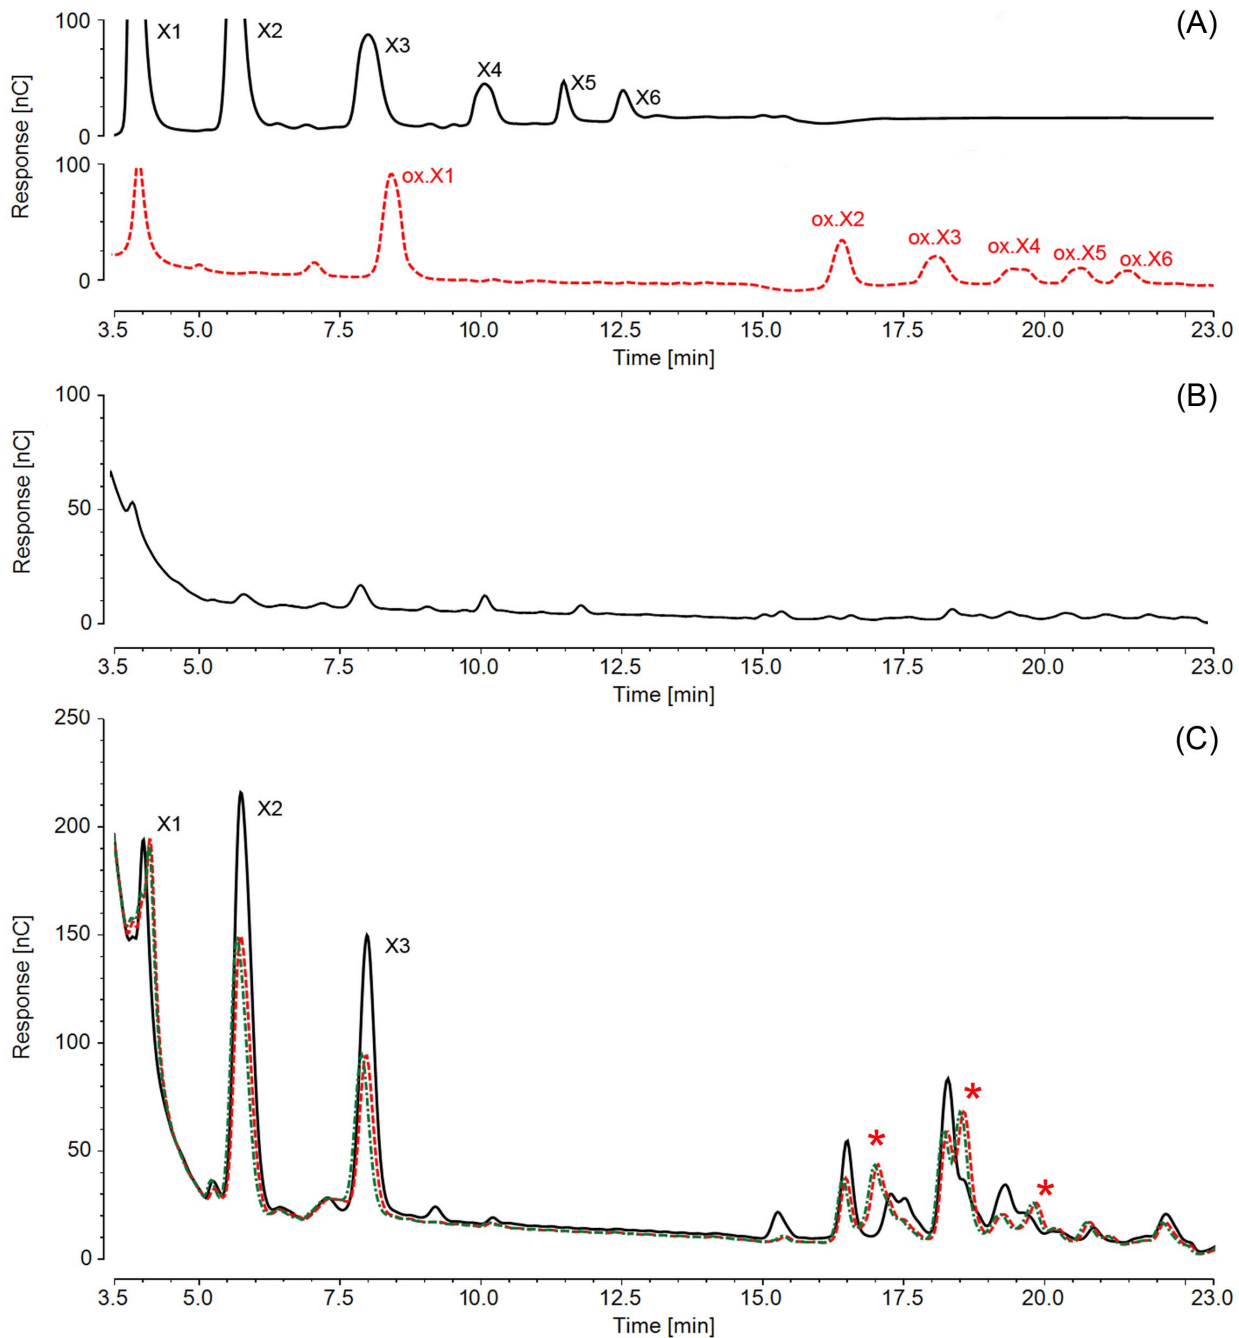 (A)
100
50
0
Response [nC]
X1
X2
X3
X4
X5
X6
100
50
0
ox.X1
ox.X2
ox.X3
ox.X4
ox.X5
ox.X6
3.5 5.0 7.5 10.0 12.5 15.0 17.5 20.0 23.0
Time [min]
(B)
100
50
0
Response [nC]
3.5 5.0 7.5 10.0 12.5 15.0 17.5 20.0 23.0
Time [min]
(C)
250
200
150
100
50
0
Response [nC]
X1
X2
X3
*
*
*
3.5 5.0 7.5 10.0 12.5 15.0 17.5 20.0 23.0
Time [min]